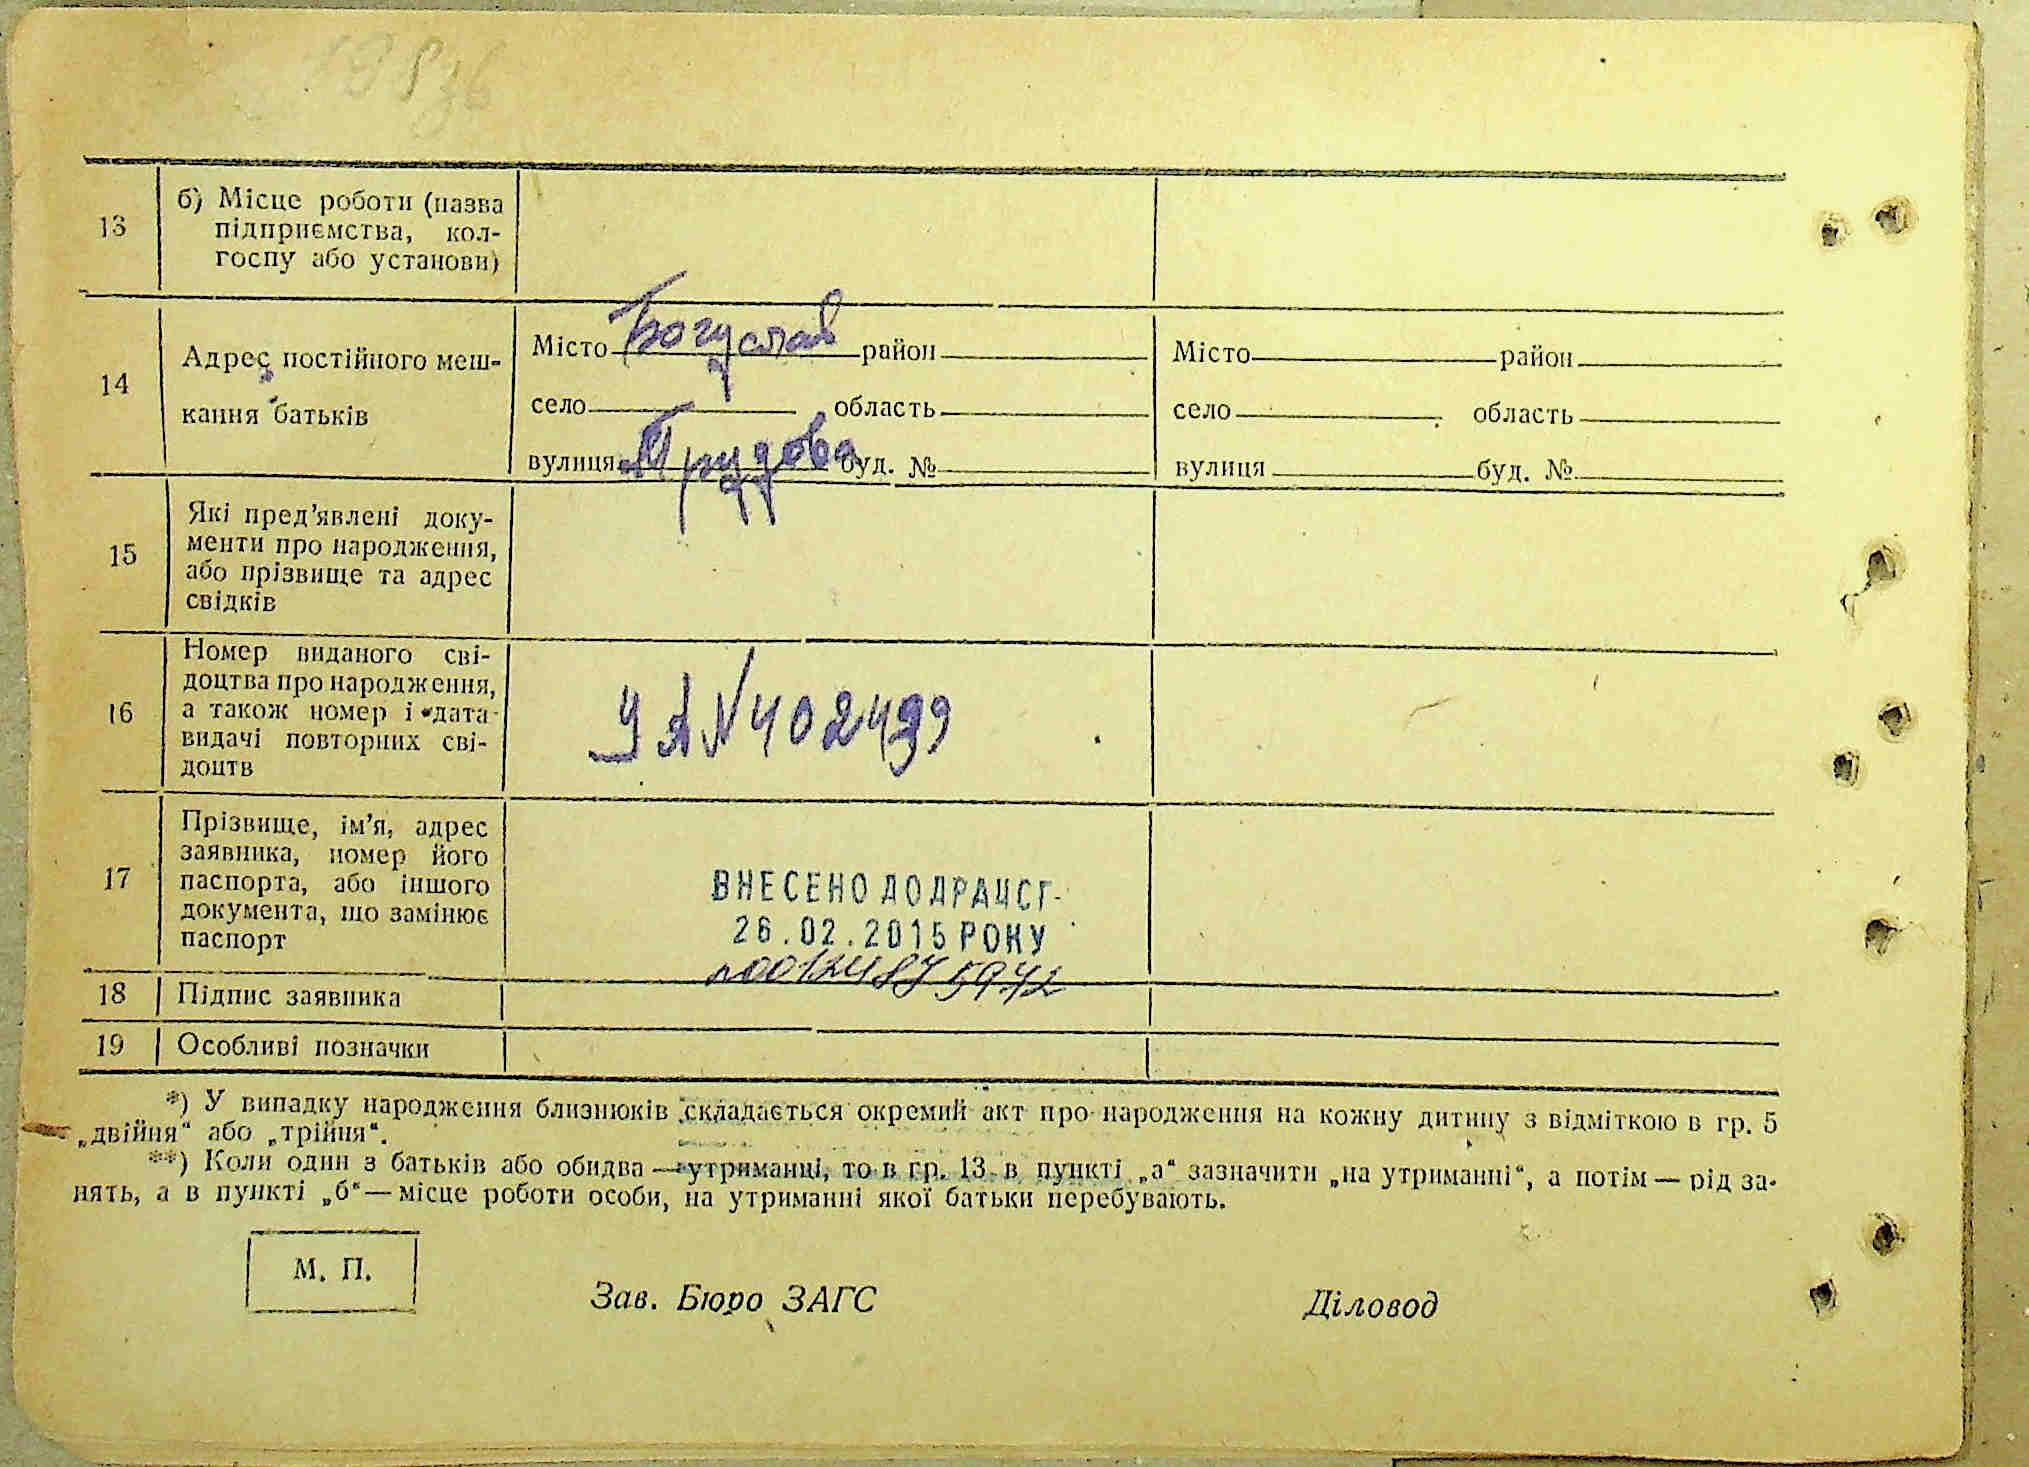 13
б) Місце роботи (назва
підприємства, кол-
госпу або установи)
14
Адрес постійного меш-
кання батьків
Місто Богуслав район
село область
вулиця Трудова буд. №
Місто район
село область
вулиця буд. №
15
Які пред’явлені доку-
менти про народження,
або прізвище та адрес
свідків
16
Номер виданого сві-
доцтва про народження,
а також номер і дата
видачі повторних сві-
доцтв
УА № 402499
17
Прізвище, ім’я, адрес
заявника, номер його
паспорта, або іншого
документа, що замінює
паспорт
ВНЕСЕНО ДО ДРАЦСГ
26.02.2015 РОКУ
18
Підпис заявника
19
Особливі позначки
*) У випадку народження близнюків складається окремий акт про народження на кожну дитину з відміткою в гр. 5
„двійня“ або „трійня“.
**) Коли один з батьків або обидва — утриманці, то в гр. 13 в пункті „а“ зазначити „на утриманні“, а потім — рід за-
нять, а в пункті „б“ — місце роботи особи, на утриманні якої батьки перебувають.
М. П.
Зав. Бюро ЗАГС
Діловод